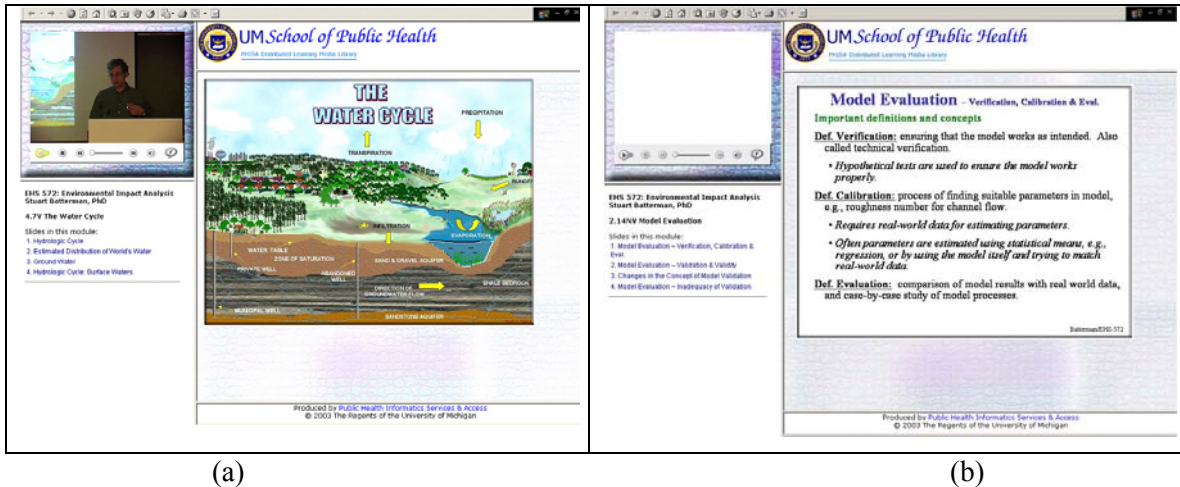 UM School of Public Health
PHISA Distributed Learning Media Library
THE
WATER CYCLE
PRECIPITATION
TRANSPIRATION
RUNOFF
INFILTRATION
EVAPORATION
WATER TABLE
ZONE OF SATURATION
SAND & GRAVEL AQUIFER
PRIVATE WELL
ABANDONED
WELL
SHALE BEDROCK
DIRECTION OF
GROUNDWATER FLOW
MUNICIPAL WELL
SANDSTONE AQUIFER
EHS 572: Environmental Impact Analysis
Stuart Batterman, PhD
4.7V The Water Cycle
Slides in this module:
1. Hydrologic Cycle
2. Estimated Distribution of World's Water
3. Ground Water
4. Hydrologic Cycle: Surface Waters
Produced by Public Health Informatics Services & Access
© 2003 The Regents of the University of Michigan
(a)
UM School of Public Health
PHISA Distributed Learning Media Library
EHS 572: Environmental Impact Analysis
Stuart Batterman, PhD
2.14NV Model Evaluation
Slides in this module:
1. Model Evaluation – Verification, Calibration &
Eval.
2. Model Evaluation – Validation & Validity
3. Changes in the Concept of Model Validation
4. Model Evaluation – Inadequacy of Validation
Model Evaluation – Verification, Calibration & Eval.
Important definitions and concepts
Def. Verification: ensuring that the model works as intended. Also
called technical verification.
• Hypothetical tests are used to ensure the model works
properly.
Def. Calibration: process of finding suitable parameters in model,
e.g., roughness number for channel flow.
• Requires real-world data for estimating parameters.
• Often parameters are estimated using statistical means, e.g.,
regression, or by using the model itself and trying to match
real-world data.
Def. Evaluation: comparison of model results with real world data,
and case-by-case study of model processes.
Batterman/EHS-572
Produced by Public Health Informatics Services & Access
© 2003 The Regents of the University of Michigan
(b)